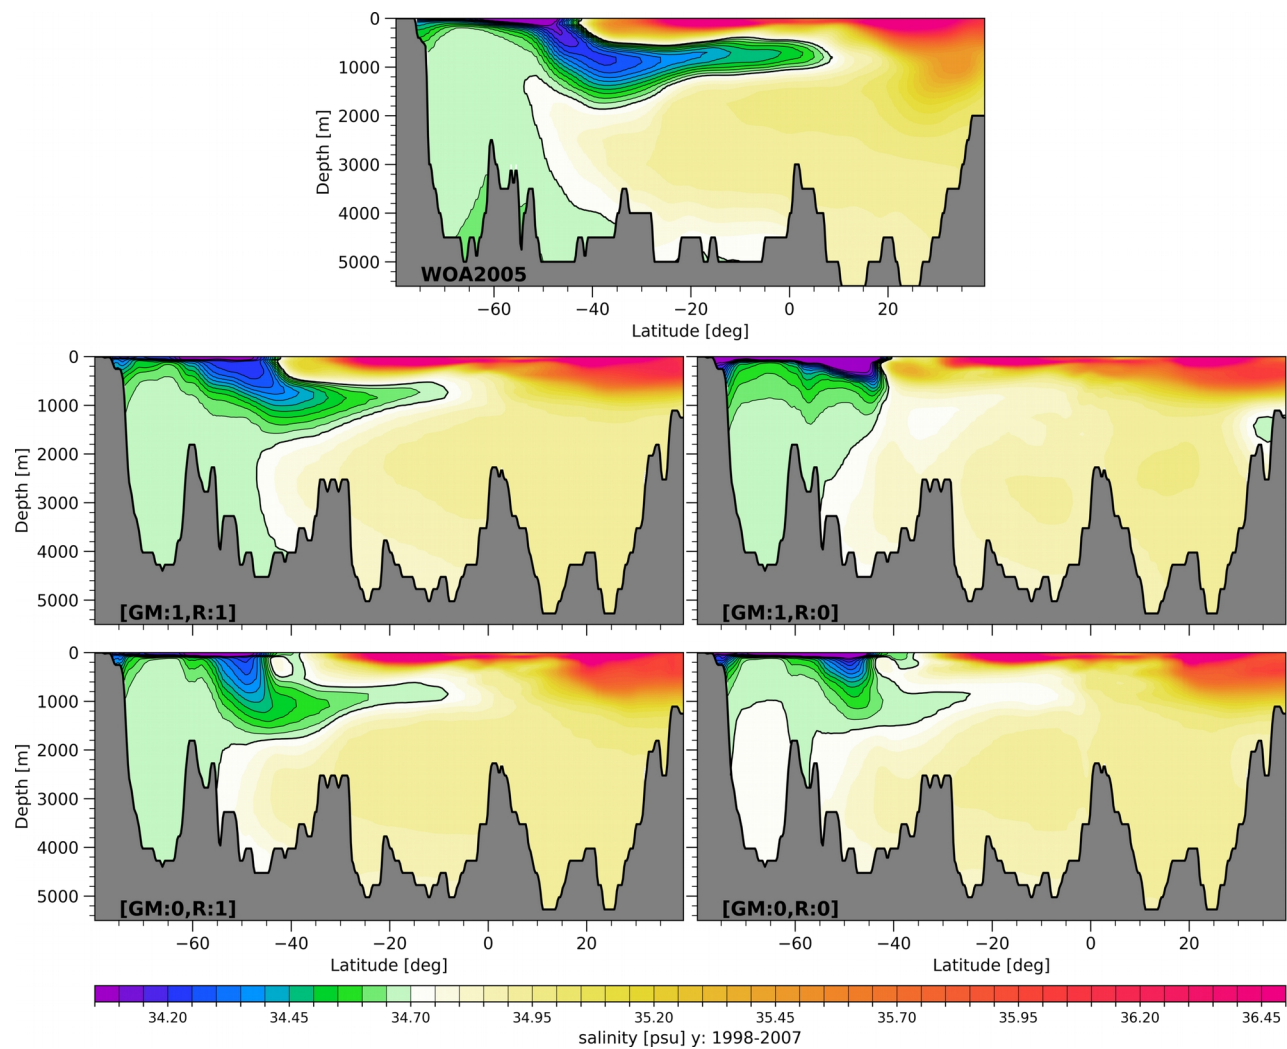 0
1000
2000
3000
4000
5000
Depth [m]
WOA2005
−60 −40 −20 0 20
Latitude [deg]
0
1000
2000
3000
4000
5000
Depth [m]
[GM:1,R:1]
[GM:1,R:0]
0
1000
2000
3000
4000
5000
Depth [m]
[GM:0,R:1]
[GM:0,R:0]
−60 −40 −20 0 20
−60 −40 −20 0 20
Latitude [deg]
Latitude [deg]
34.20 34.45 34.70 34.95 35.20 35.45 35.70 35.95 36.20 36.45
salinity [psu] y: 1998-2007